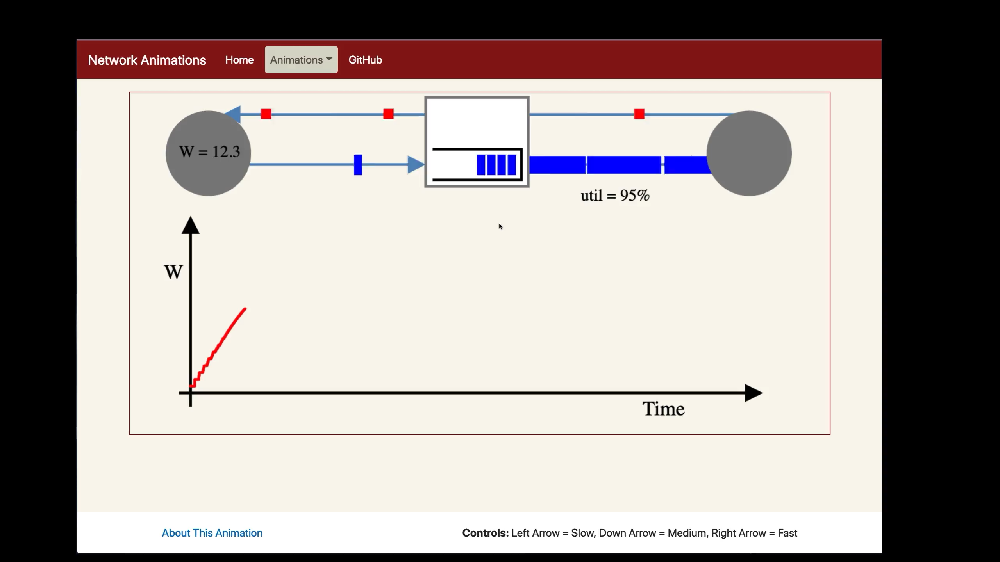 Network Animations Home Animations GitHub
W = 12.3
util = 95%
W
Time
About This Animation
Controls: Left Arrow = Slow, Down Arrow = Medium, Right Arrow = Fast